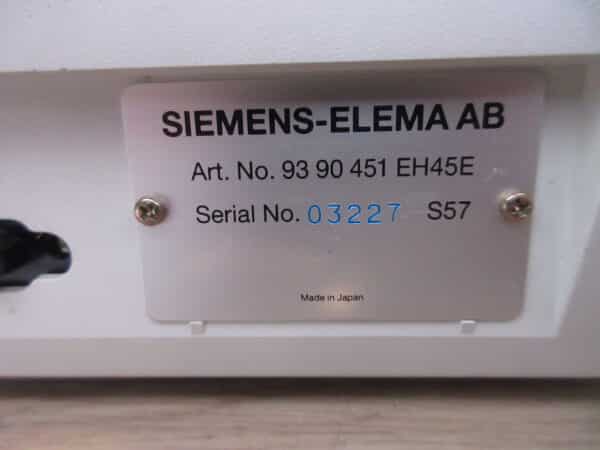 SIEMENS-ELEMA AB
Art. No. 93 90 451 EH45E
Serial No. 03227 S57
Made in Japan